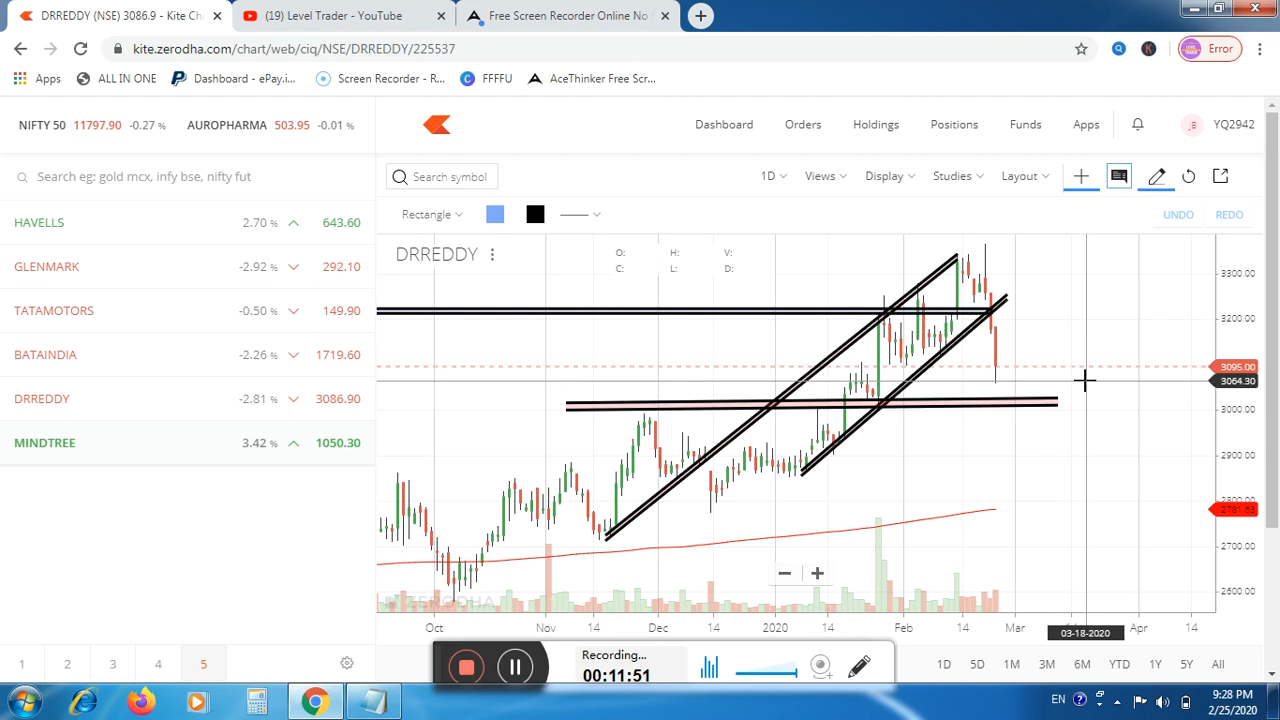 DRREDDY (NSE) 3086.9 - Kite Ch
(19) Level Trader - YouTube
Free Screen Recorder Online No
kite.zerodha.com/chart/web/ciq/NSE/DRREDDY/225537
Error
Apps
ALL IN ONE
Dashboard - ePay.i...
Screen Recorder - R...
FFFFU
AceThinker Free Scr...
NIFTY 50 11797.90 -0.27 %
AUROPHARMA 503.95 -0.01 %
Dashboard
Orders
Holdings
Positions
Funds
Apps
JB
YQ2942
Search eg: gold mcx, infy bse, nifty fut
Search symbol
1D
Views
Display
Studies
Layout
Rectangle
UNDO
REDO
HAVELLS 2.70 % 643.60
GLENMARK -2.92 % 292.10
TATAMOTORS -0.50 % 149.90
BATAINDIA -2.26 % 1719.60
DRREDDY -2.81 % 3086.90
MINDTREE 3.42 % 1050.30
DRREDDY
O: H: V:
C: L: D:
3300.00
3200.00
3095.00
3064.30
3000.00
2900.00
2800.00
2781.63
2700.00
2600.00
ZERODHA
Oct
Nov
14
Dec
14
2020
14
Feb
14
Mar
Apr
14
03-18-2020
1 2 3 4 5
Recording...
00:11:51
1D 5D 1M 3M 6M YTD 1Y 5Y All
EN
9:28 PM
2/25/2020